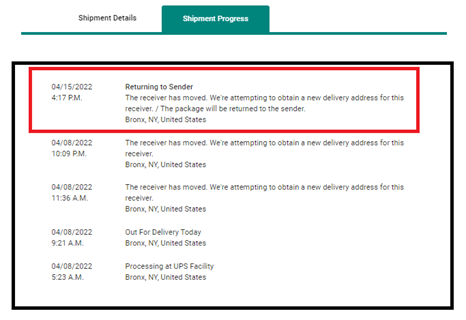 Shipment Details
Shipment Progress
04/15/2022
Returning to Sender
4:17 P.M.
The receiver has moved. We're attempting to obtain a new delivery address for this
receiver. / The package will be returned to the sender.
Bronx, NY, United States
04/08/2022
The receiver has moved. We're attempting to obtain a new delivery address for this
10:09 P.M.
receiver.
Bronx, NY, United States
04/08/2022
The receiver has moved. We're attempting to obtain a new delivery address for this
11:36 A.M.
receiver.
Bronx, NY, United States
04/08/2022
Out For Delivery Today
9:21 A.M.
Bronx, NY, United States
04/08/2022
Processing at UPS Facility
5:23 A.M.
Bronx, NY, United States